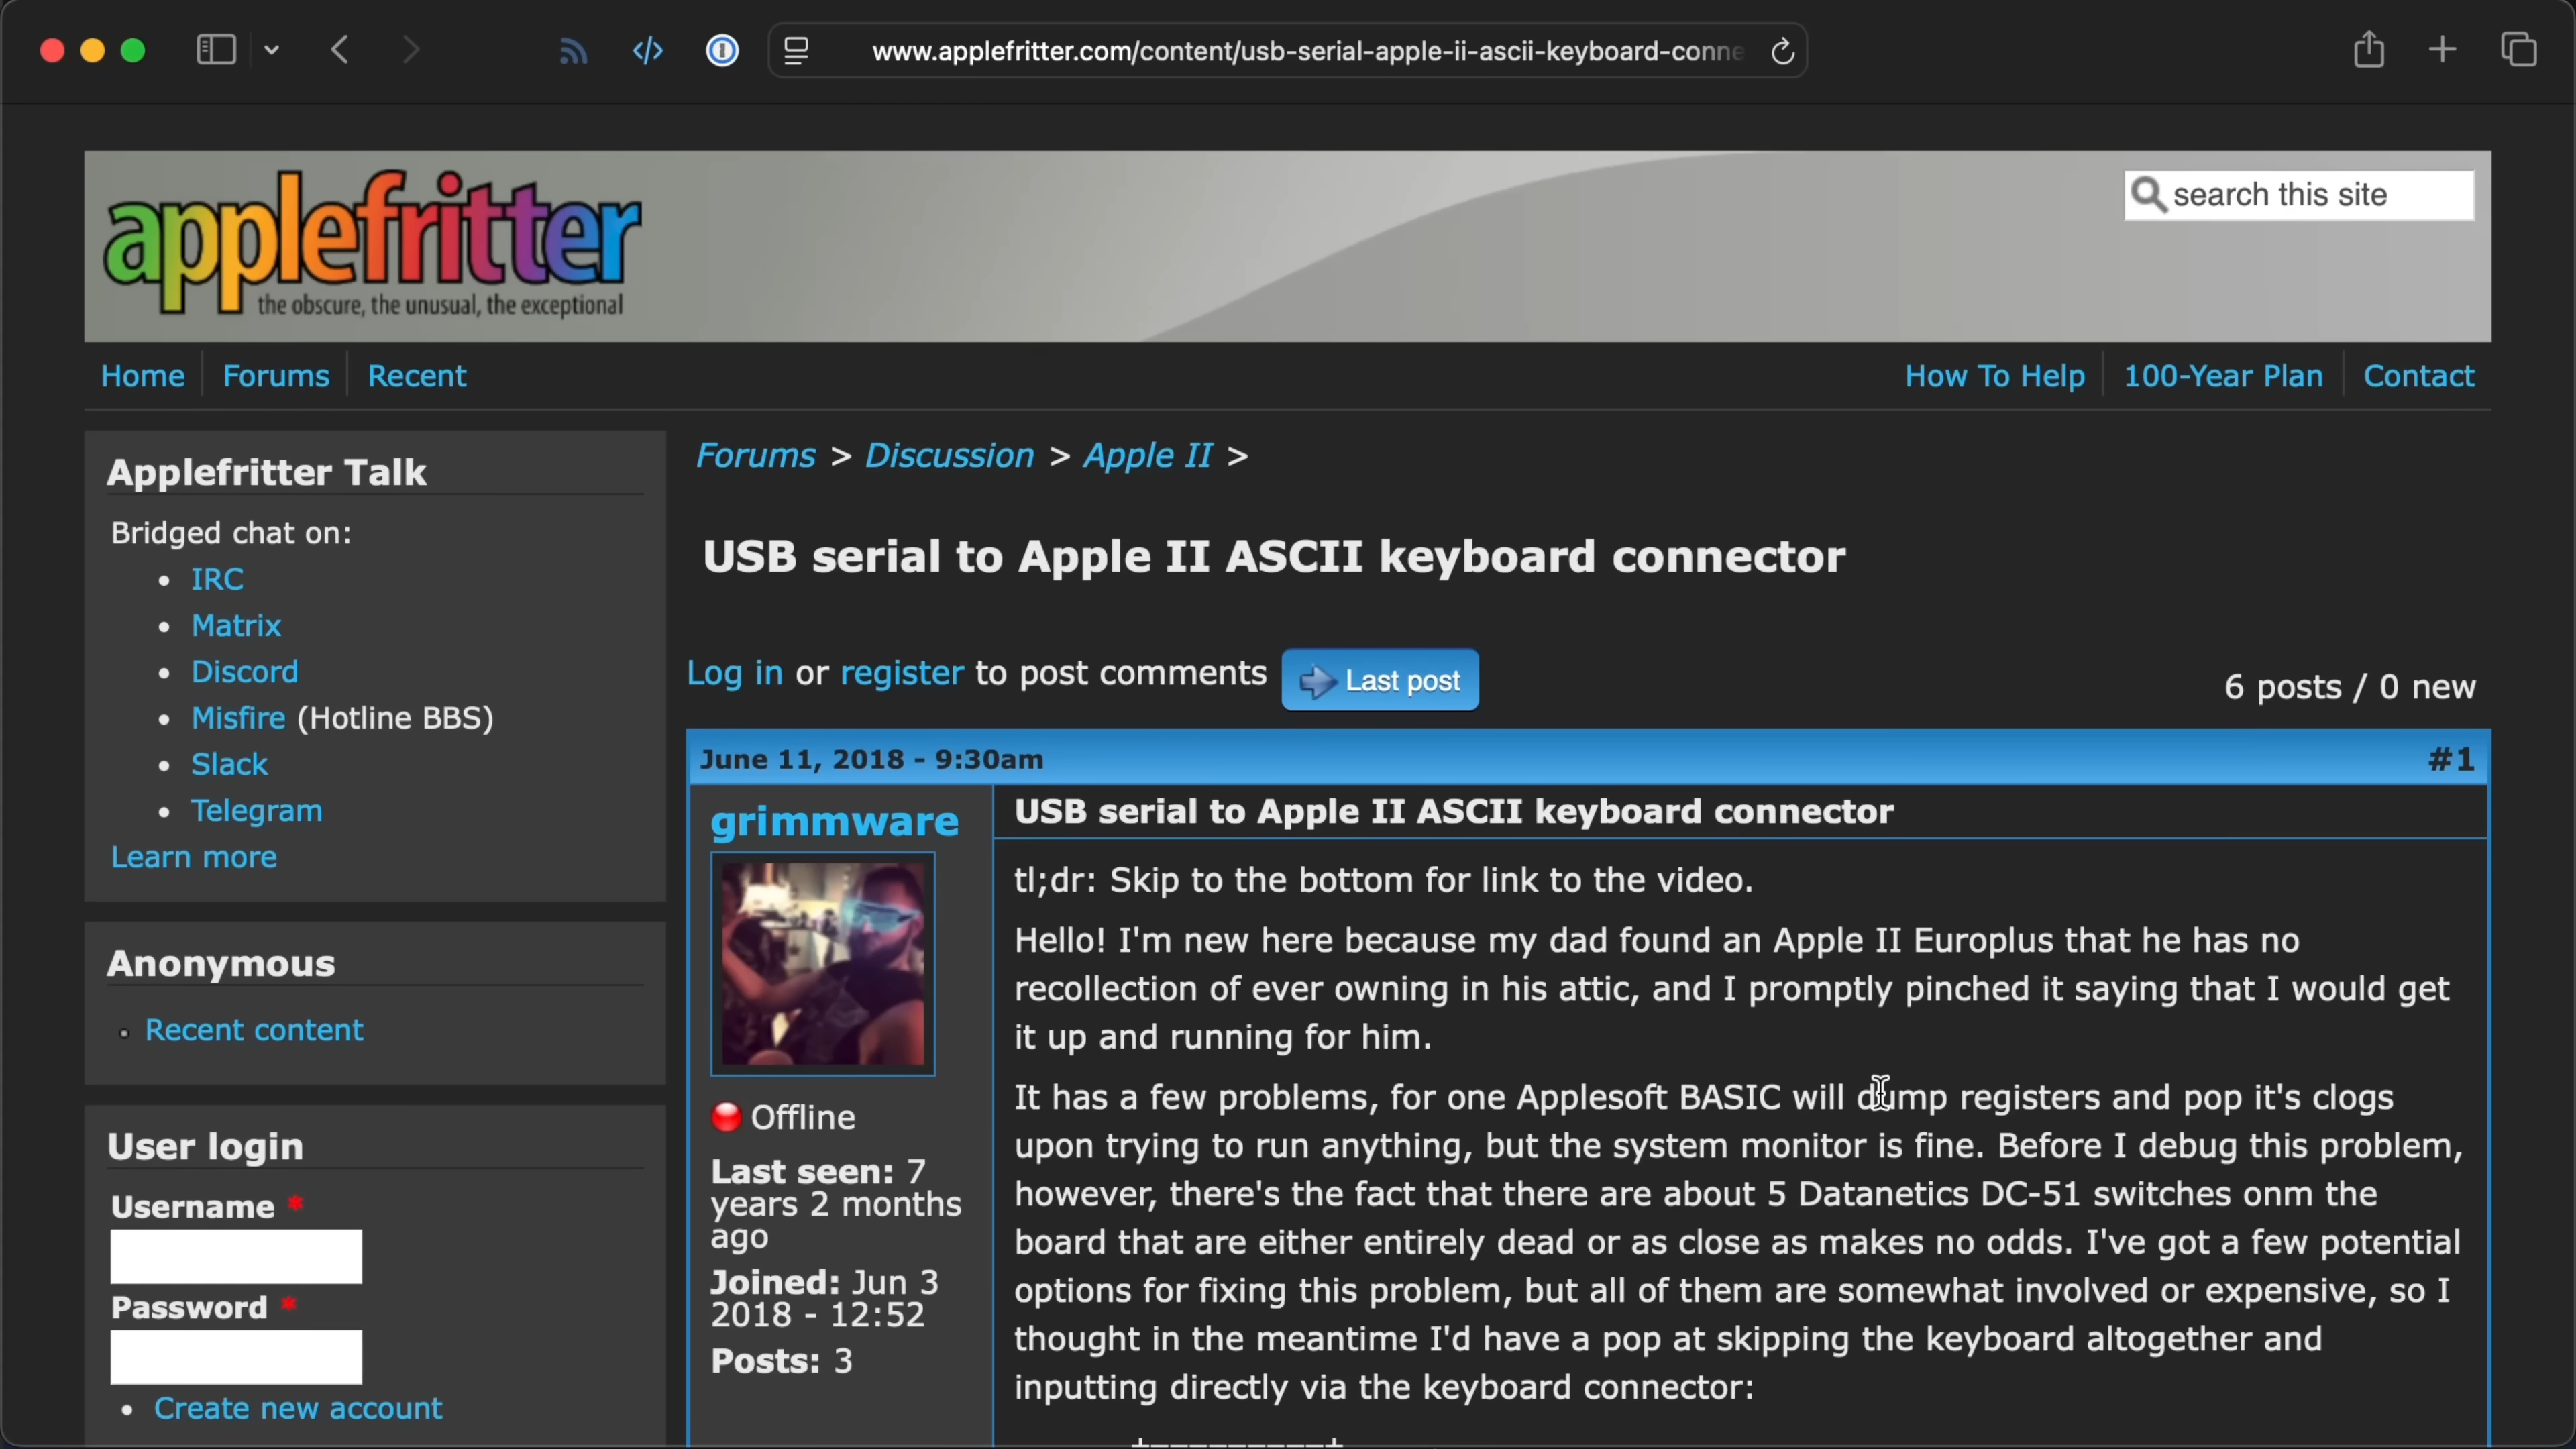 www.applefritter.com/content/usb-serial-apple-ii-ascii-keyboard-conne
applefritter
the obscure, the unusual, the exceptional
search this site
Home
Forums
Recent
How To Help
100-Year Plan
Contact
Applefritter Talk
Bridged chat on:
IRC
Matrix
Discord
Misfire (Hotline BBS)
Slack
Telegram
Learn more
Anonymous
Recent content
User login
Username *
Password *
Create new account
Forums > Discussion > Apple II >
USB serial to Apple II ASCII keyboard connector
Log in or register to post comments
Last post
6 posts / 0 new
June 11, 2018 - 9:30am
#1
grimmware
Offline
Last seen: 7
years 2 months
ago
Joined: Jun 3
2018 - 12:52
Posts: 3
USB serial to Apple II ASCII keyboard connector
tl;dr: Skip to the bottom for link to the video.
Hello! I'm new here because my dad found an Apple II Europlus that he has no
recollection of ever owning in his attic, and I promptly pinched it saying that I would get
it up and running for him.
It has a few problems, for one Applesoft BASIC will dump registers and pop it's clogs
upon trying to run anything, but the system monitor is fine. Before I debug this problem,
however, there's the fact that there are about 5 Datanetics DC-51 switches onm the
board that are either entirely dead or as close as makes no odds. I've got a few potential
options for fixing this problem, but all of them are somewhat involved or expensive, so I
thought in the meantime I'd have a pop at skipping the keyboard altogether and
inputting directly via the keyboard connector: